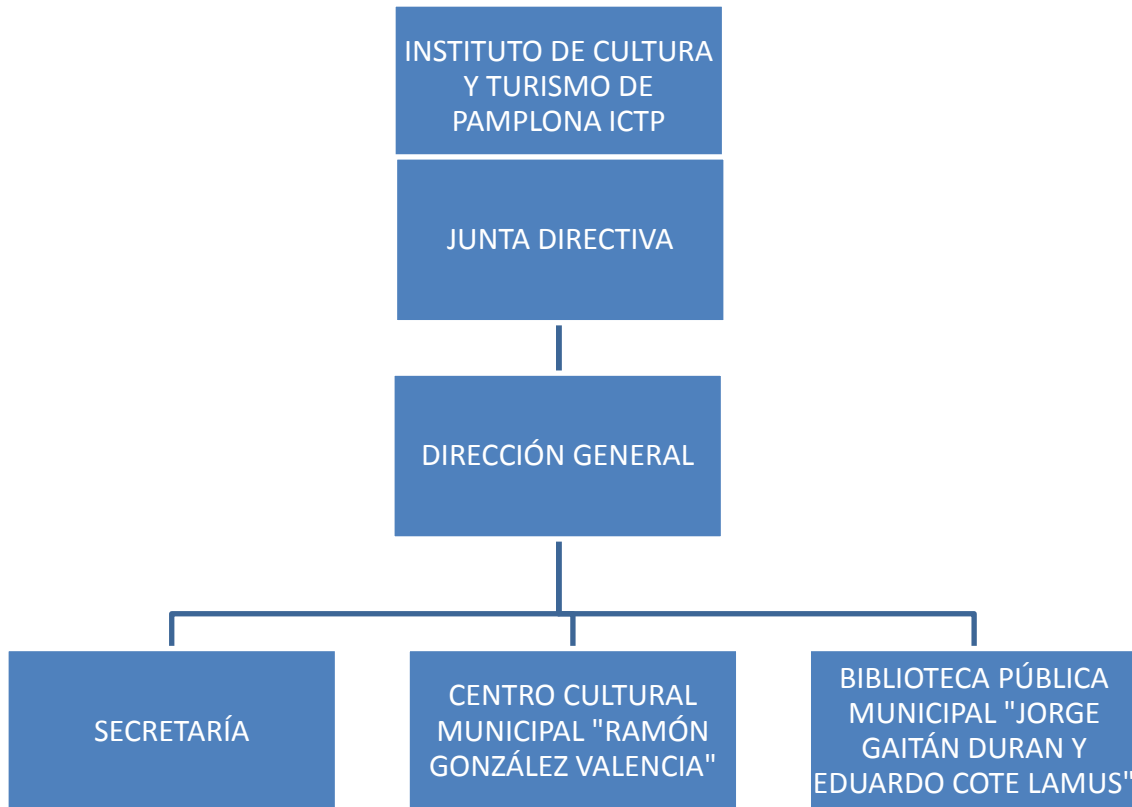 INSTITUTO DE CULTURA
Y TURISMO DE
PAMPLONA ICTP
JUNTA DIRECTIVA
DIRECCIÓN GENERAL
SECRETARÍA
CENTRO CULTURAL
MUNICIPAL "RAMÓN
GONZÁLEZ VALENCIA"
BIBLIOTECA PÚBLICA
MUNICIPAL "JORGE
GAITÁN DURAN Y
EDUARDO COTE LAMUS"